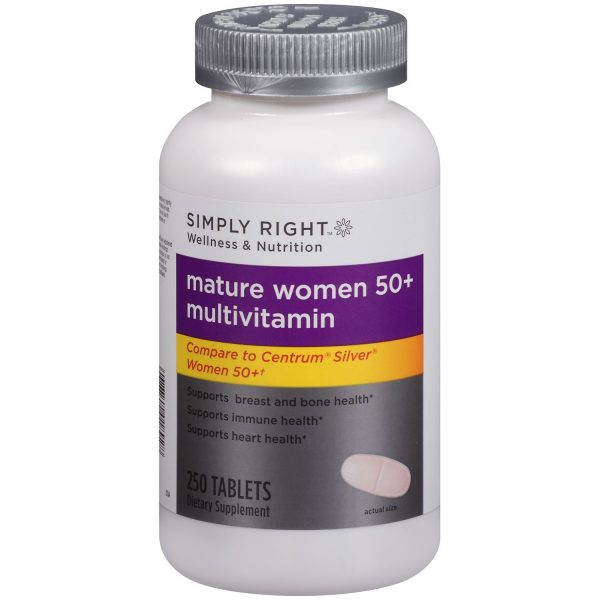 SIMPLY RIGHT™
Wellness & Nutrition
mature women 50+
multivitamin
Compare to Centrum® Silver®
Women 50+†
Supports breast and bone health*
Supports immune health*
Supports heart health*
250 TABLETS
Dietary Supplement
actual size